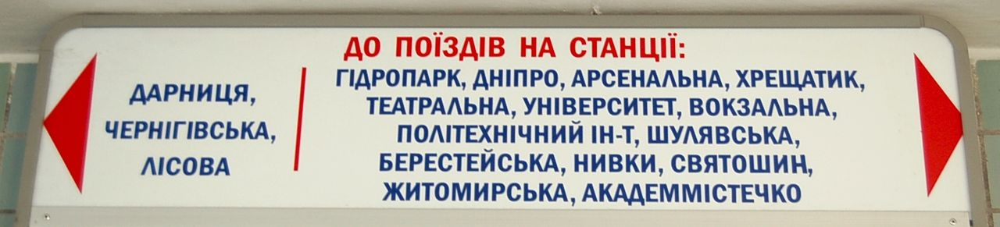 ДО ПОЇЗДІВ НА СТАНЦІЇ:
ДАРНИЦЯ,
ЧЕРНІГІВСЬКА,
ЛІСОВА
ГІДРОПАРК, ДНІПРО, АРСЕНАЛЬНА, ХРЕЩАТИК,
ТЕАТРАЛЬНА, УНІВЕРСИТЕТ, ВОКЗАЛЬНА,
ПОЛІТЕХНІЧНИЙ ІН-Т, ШУЛЯВСЬКА,
БЕРЕСТЕЙСЬКА, НИВКИ, СВЯТОШИН,
ЖИТОМИРСЬКА, АКАДЕММІСТЕЧКО